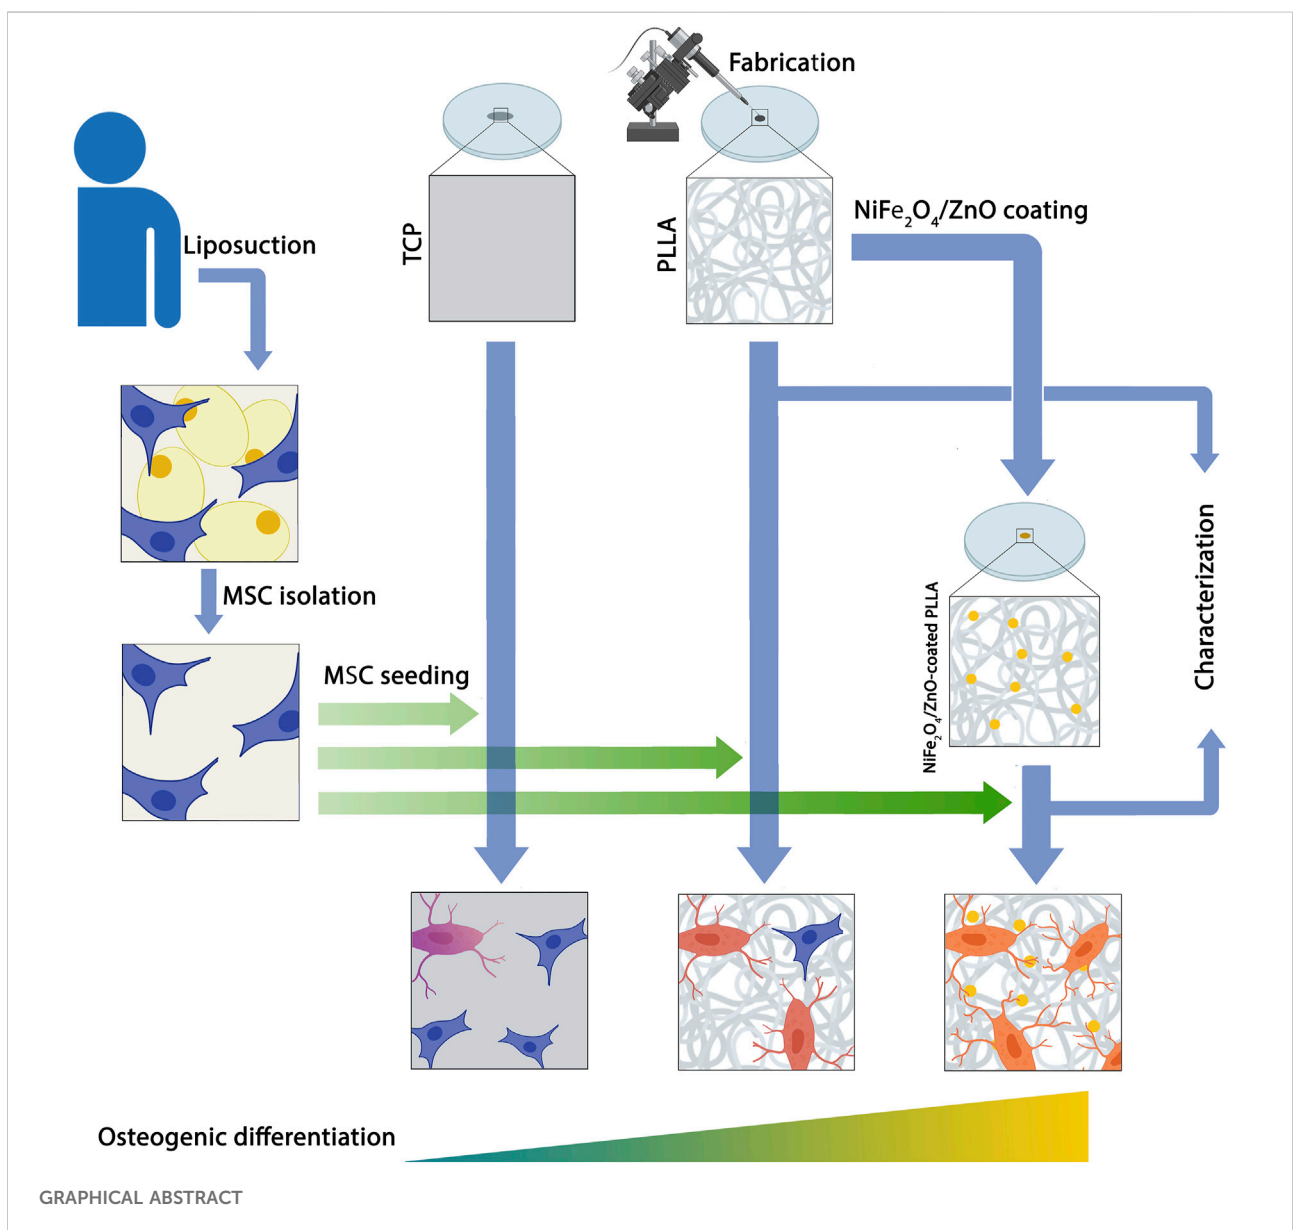 Fabrication
Liposuction
TCP
PLLA
NiFe₂O₄/ZnO coating
MSC isolation
MSC seeding
NiFe₂O₄/ZnO-coated PLLA
Characterization
Osteogenic differentiation
GRAPHICAL ABSTRACT